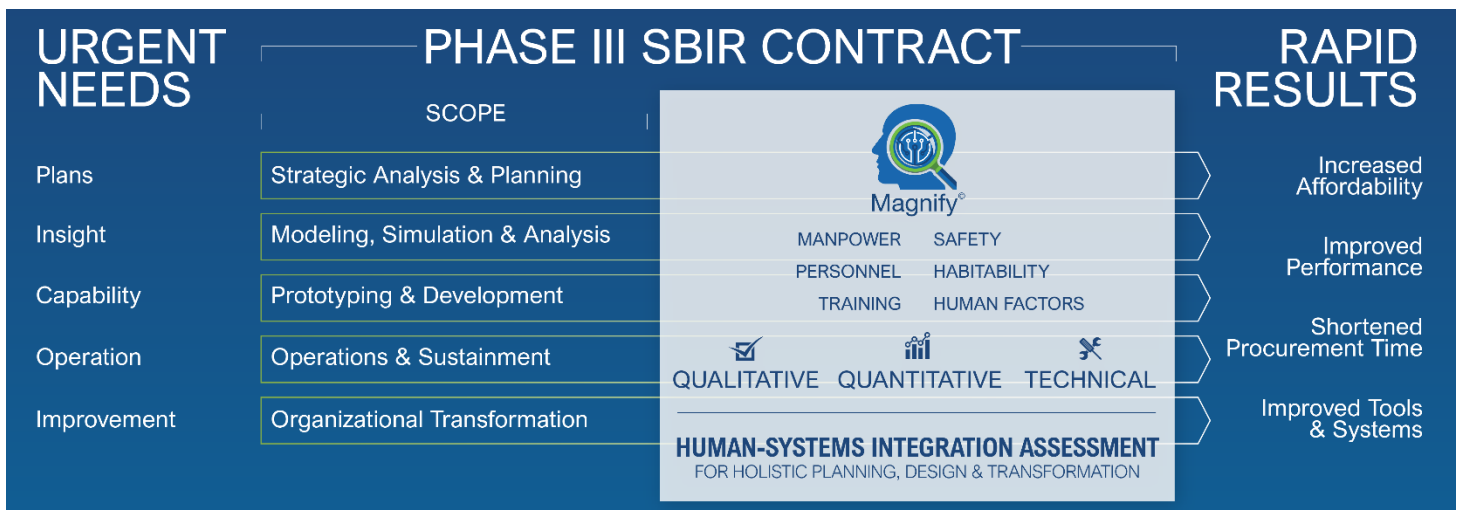 URGENT
NEEDS
PHASE III SBIR CONTRACT
RAPID
RESULTS
SCOPE
Plans
Insight
Capability
Operation
Improvement
Strategic Analysis & Planning
Modeling, Simulation & Analysis
Prototyping & Development
Operations & Sustainment
Organizational Transformation
Magnify©
MANPOWER SAFETY
PERSONNEL HABITABILITY
TRAINING HUMAN FACTORS
QUALITATIVE QUANTITATIVE TECHNICAL
HUMAN-SYSTEMS INTEGRATION ASSESSMENT
FOR HOLISTIC PLANNING, DESIGN & TRANSFORMATION
Increased
Affordability
Improved
Performance
Shortened
Procurement Time
Improved Tools
& Systems